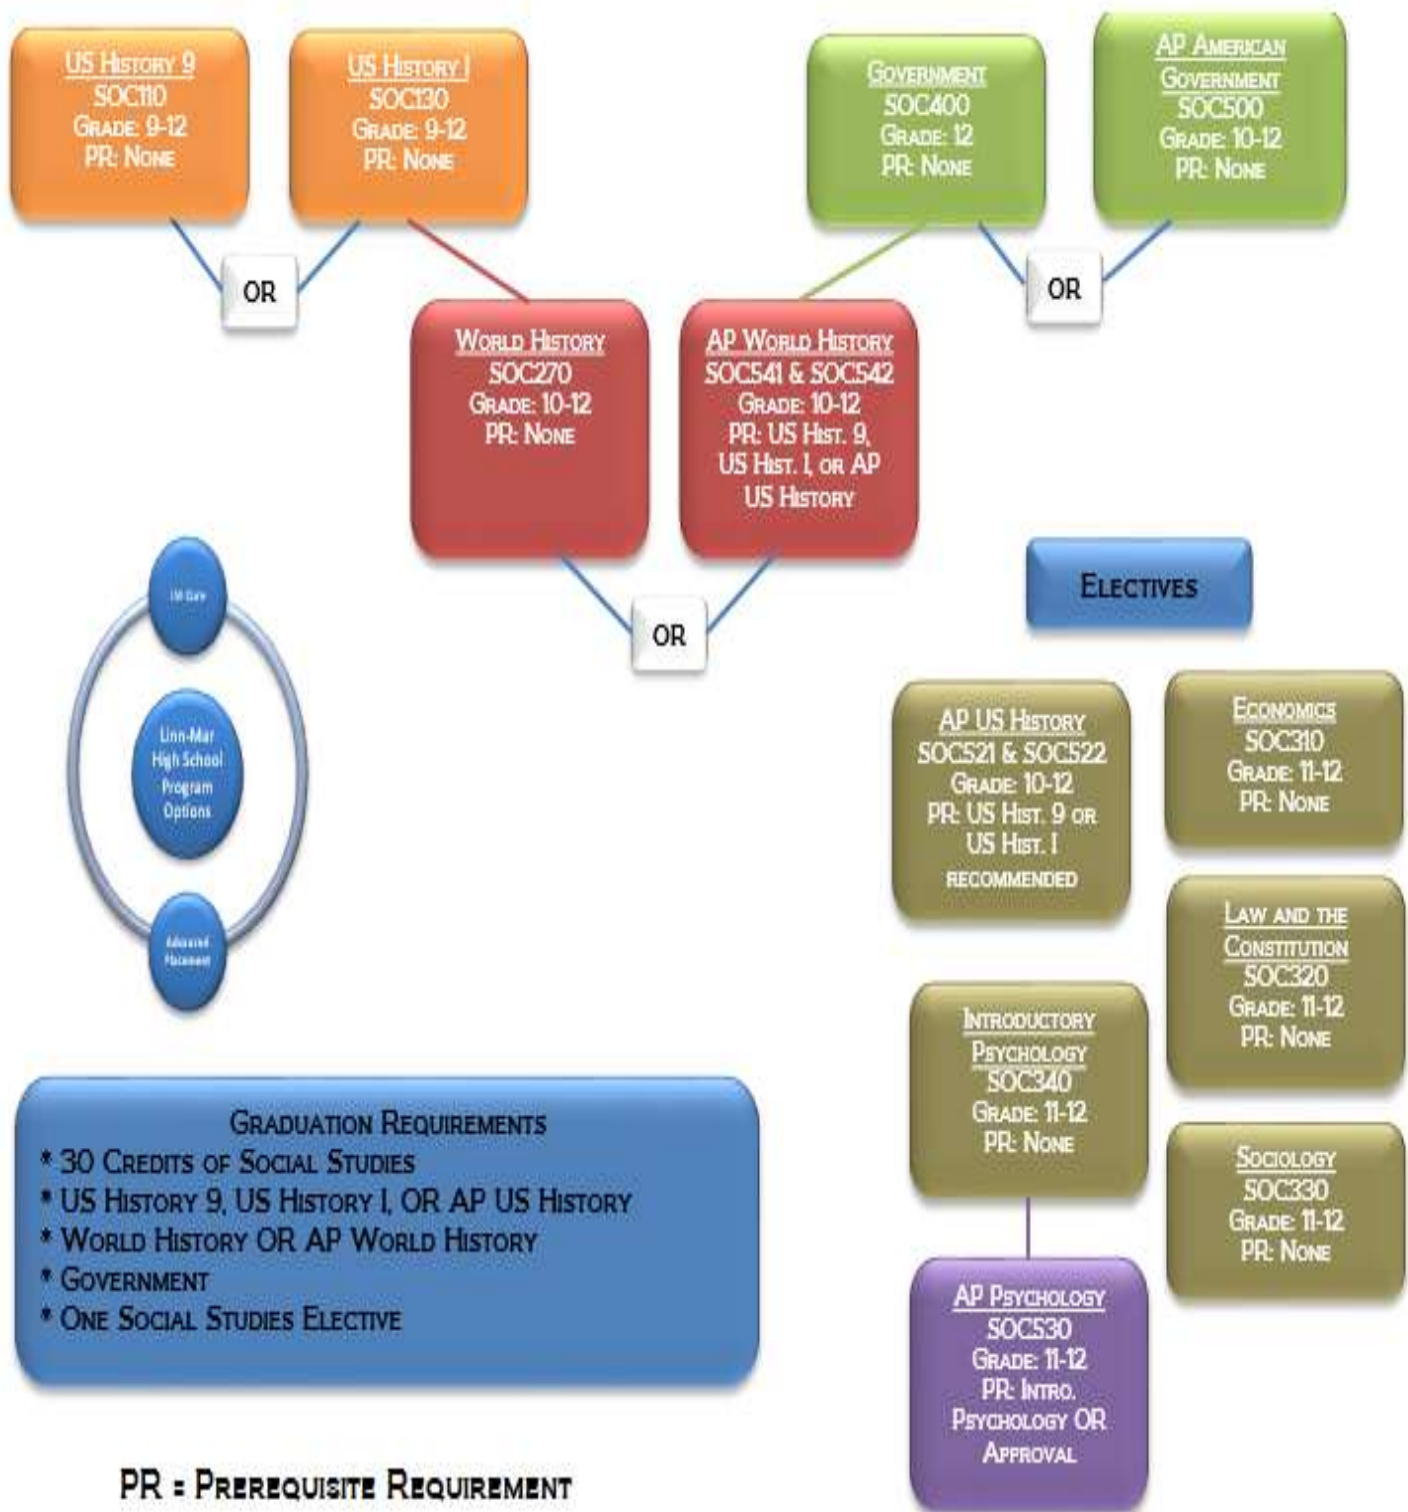 US History 9
SOC110
Grade: 9-12
PR: None
US History I
SOC130
Grade: 9-12
PR: None
OR
Government
SOC400
Grade: 12
PR: None
AP American
Government
SOC500
Grade: 10-12
PR: None
OR
World History
SOC270
Grade: 10-12
PR: None
AP World History
SOC541 & SOC542
Grade: 10-12
PR: US Hist. 9,
US Hist. I, or AP
US History
OR
Linn-Mar
High School
Program
Options
Advanced
Placement
Electives
AP US History
SOC521 & SOC522
Grade: 10-12
PR: US Hist. 9 or
US Hist. I
recommended
Economics
SOC310
Grade: 11-12
PR: None
Law and the
Constitution
SOC320
Grade: 11-12
PR: None
Introductory
Psychology
SOC340
Grade: 11-12
PR: None
Sociology
SOC330
Grade: 11-12
PR: None
AP Psychology
SOC530
Grade: 11-12
PR: Intro.
Psychology OR
Approval
Graduation Requirements
* 30 Credits of Social Studies
* US History 9, US History I, or AP US History
* World History OR AP World History
* Government
* One Social Studies Elective
PR = Prerequisite Requirement